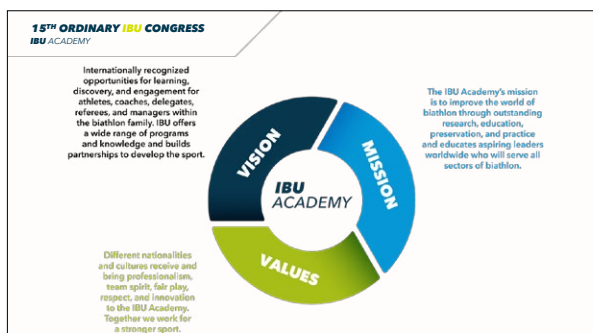 15TH ORDINARY IBU CONGRESS
IBU ACADEMY
Internationally recognized
opportunities for learning,
discovery, and engagement for
athletes, coaches, delegates,
referees, and managers within
the biathlon family. IBU offers
a wide range of programs
and knowledge and builds
partnerships to develop the sport.
VISION
MISSION
VALUES
IBU
ACADEMY
The IBU Academy's mission
is to improve the world of
biathlon through outstanding
research, education,
preservation, and practice
and educates aspiring leaders
worldwide who will serve all
sectors of biathlon.
Different nationalities
and cultures receive and
bring professionalism,
team spirit, fair play,
respect, and innovation
to the IBU Academy.
Together we work for
a stronger sport.